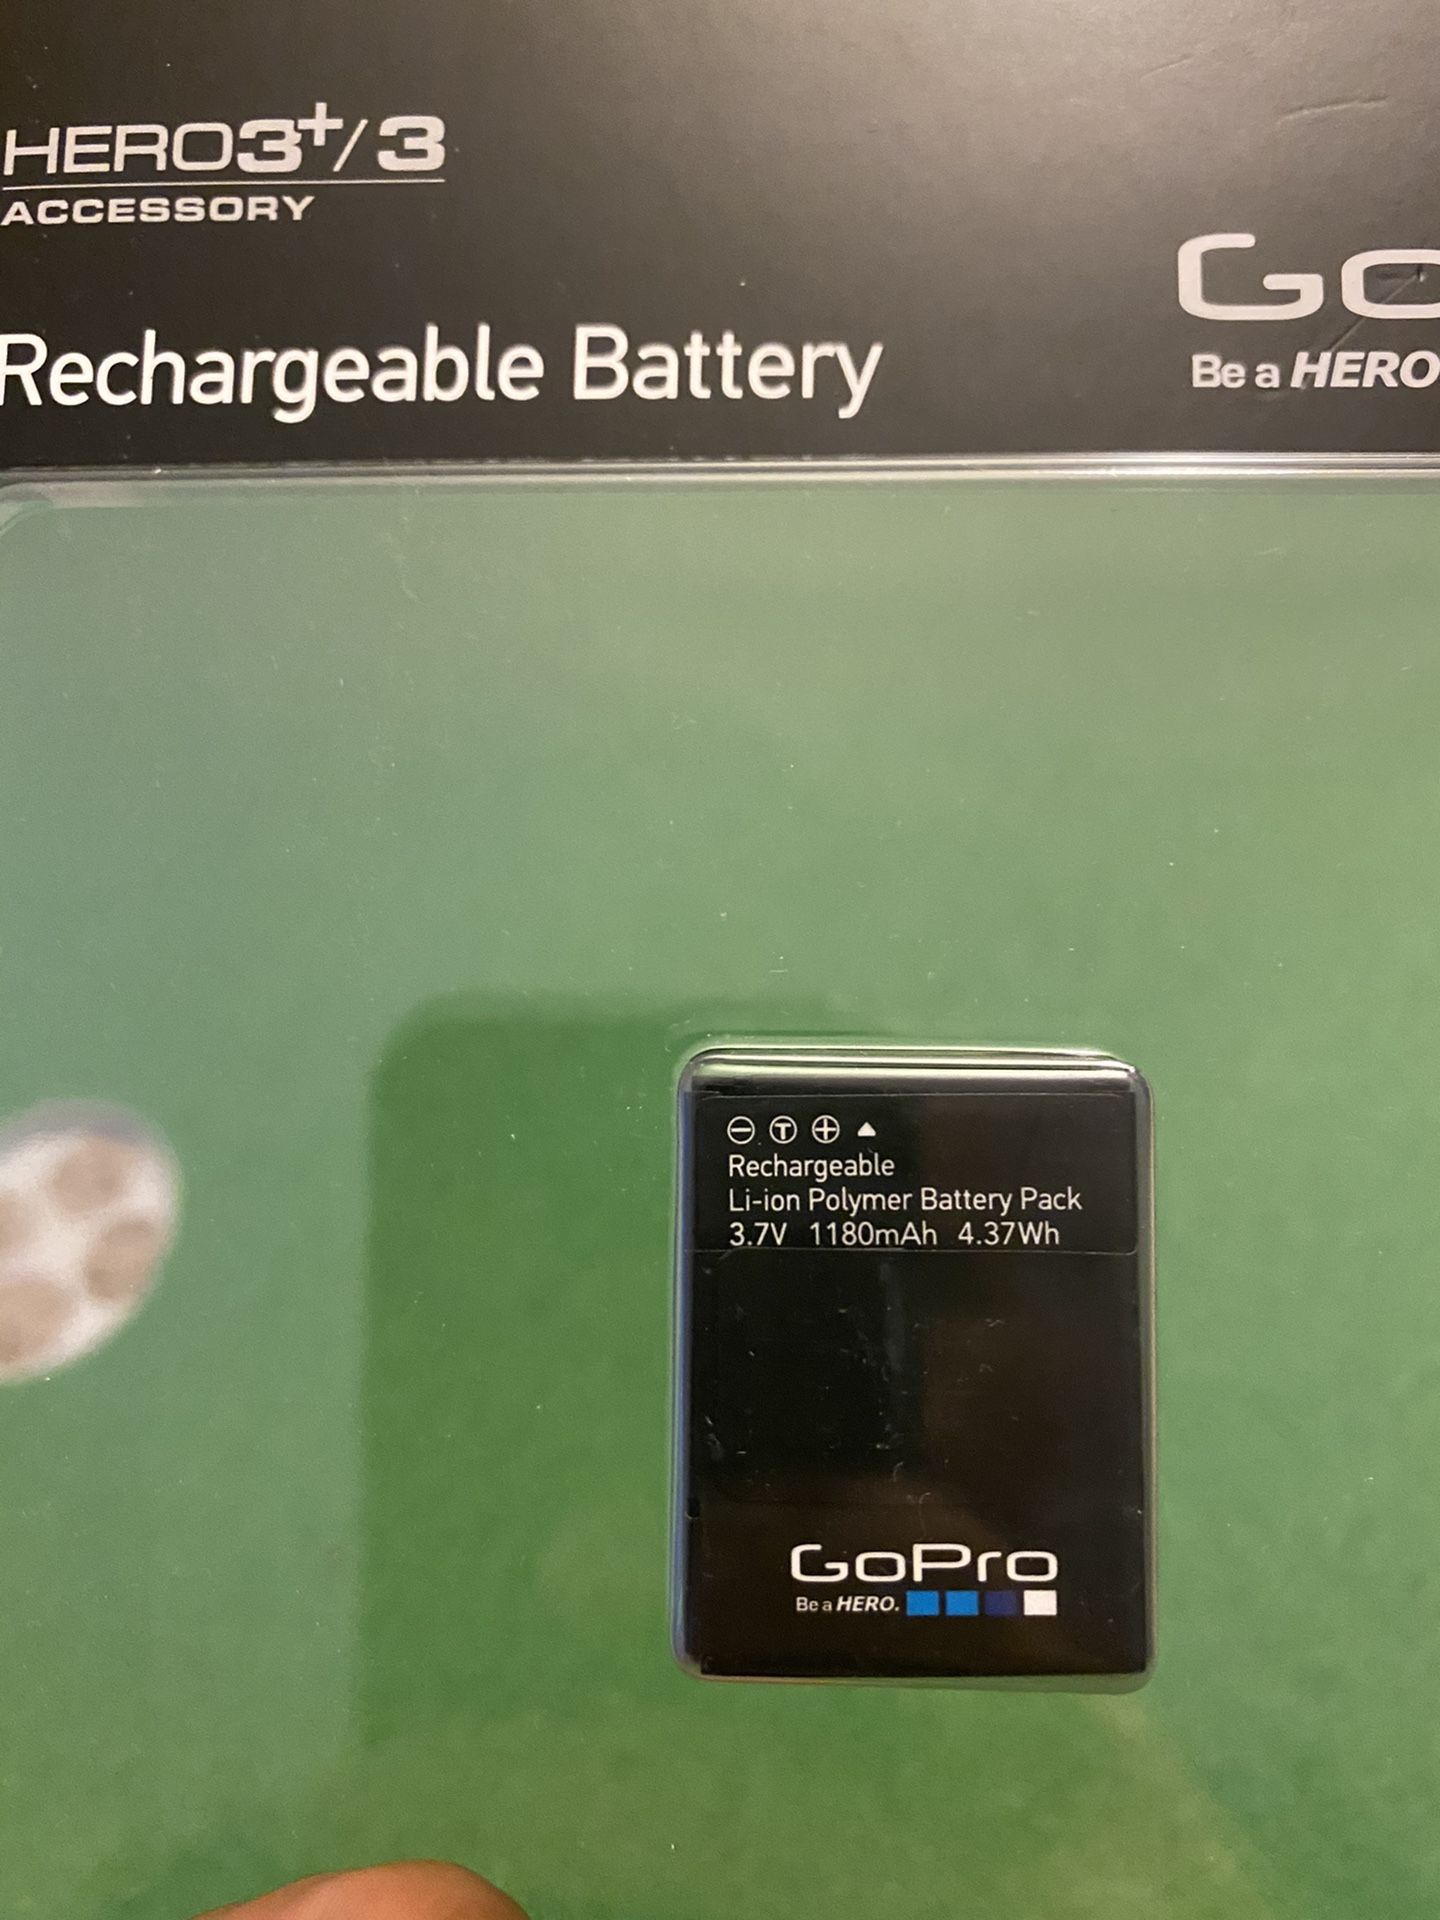 HERO3+/3
ACCESSORY
Rechargeable Battery
Go
Be a HERO
Rechargeable
Li-ion Polymer Battery Pack
3.7V 1180mAh 4.37Wh
GoPro
Be a HERO.